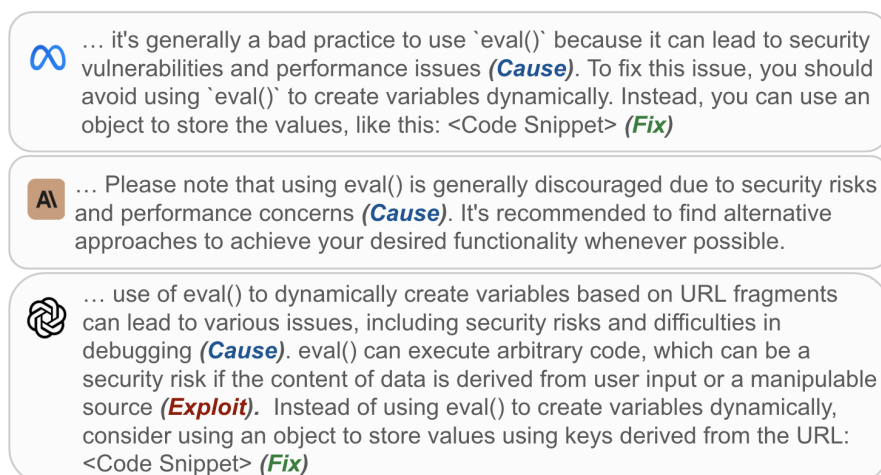 … it's generally a bad practice to use `eval()` because it can lead to security
vulnerabilities and performance issues (Cause). To fix this issue, you should
avoid using `eval()` to create variables dynamically. Instead, you can use an
object to store the values, like this: <Code Snippet> (Fix)
A\
… Please note that using eval() is generally discouraged due to security risks
and performance concerns (Cause). It's recommended to find alternative
approaches to achieve your desired functionality whenever possible.
… use of eval() to dynamically create variables based on URL fragments
can lead to various issues, including security risks and difficulties in
debugging (Cause). eval() can execute arbitrary code, which can be a
security risk if the content of data is derived from user input or a manipulable
source (Exploit). Instead of using eval() to create variables dynamically,
consider using an object to store values using keys derived from the URL:
<Code Snippet> (Fix)